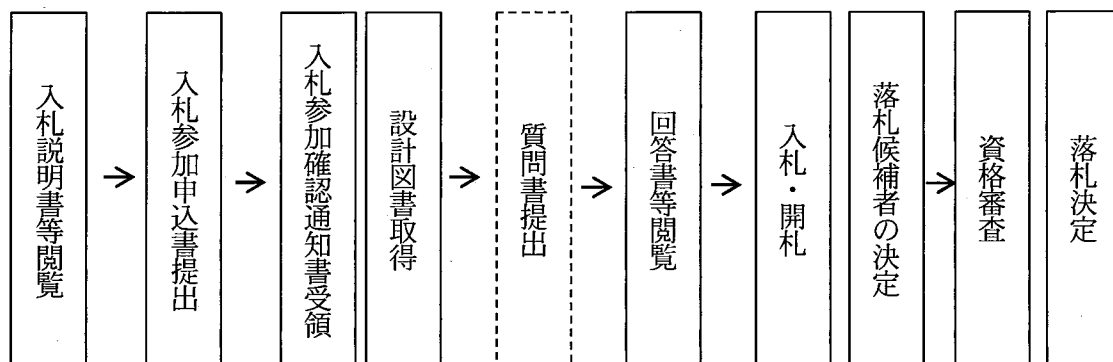 入札説明書等閲覧
入札参加申込書提出
入札参加確認通知書受領
設計図書取得
質問書提出
回答書等閲覧
入札・開札
落札候補者の決定
資格審査
落札決定